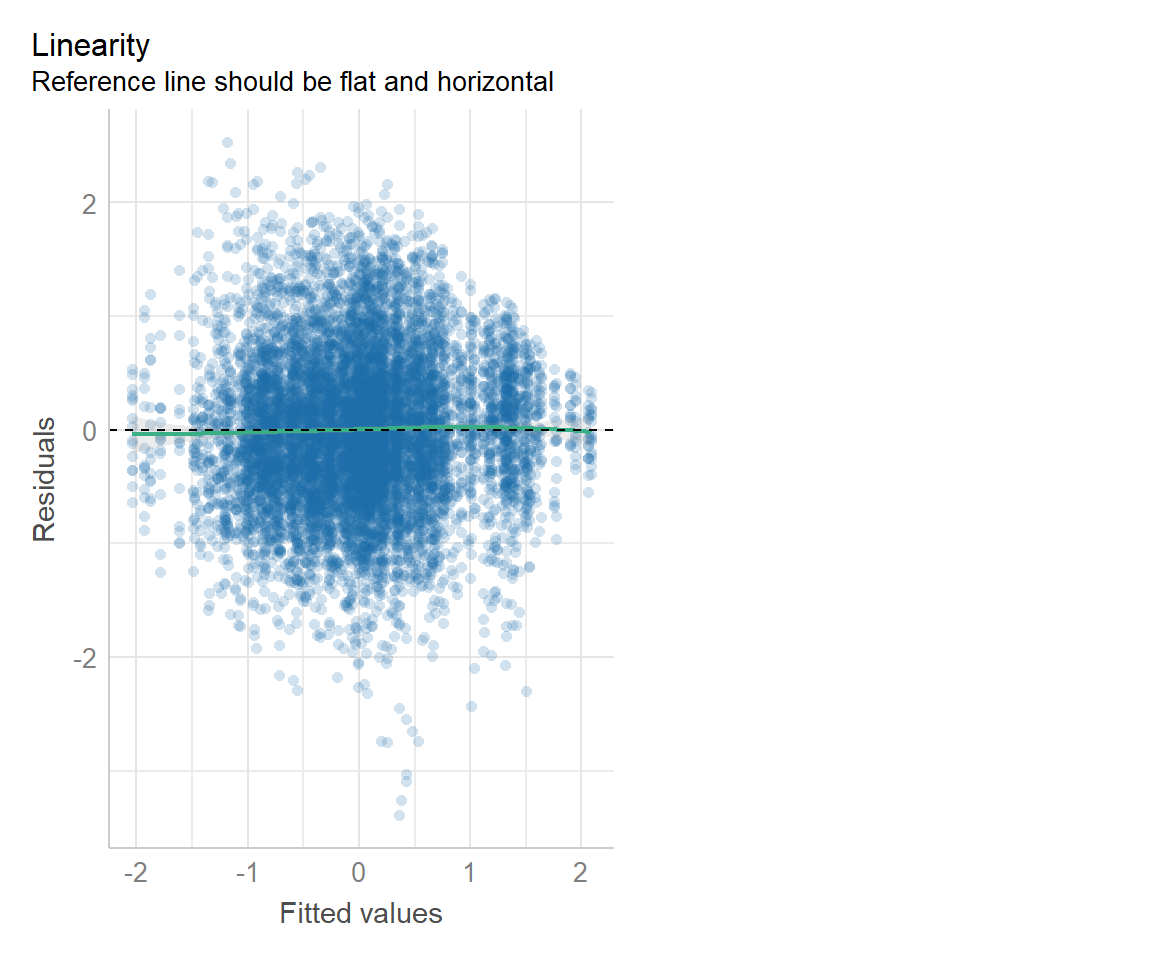 Linearity
Reference line should be flat and horizontal
2
0
-2
Residuals
-2 -1 0 1 2
Fitted values